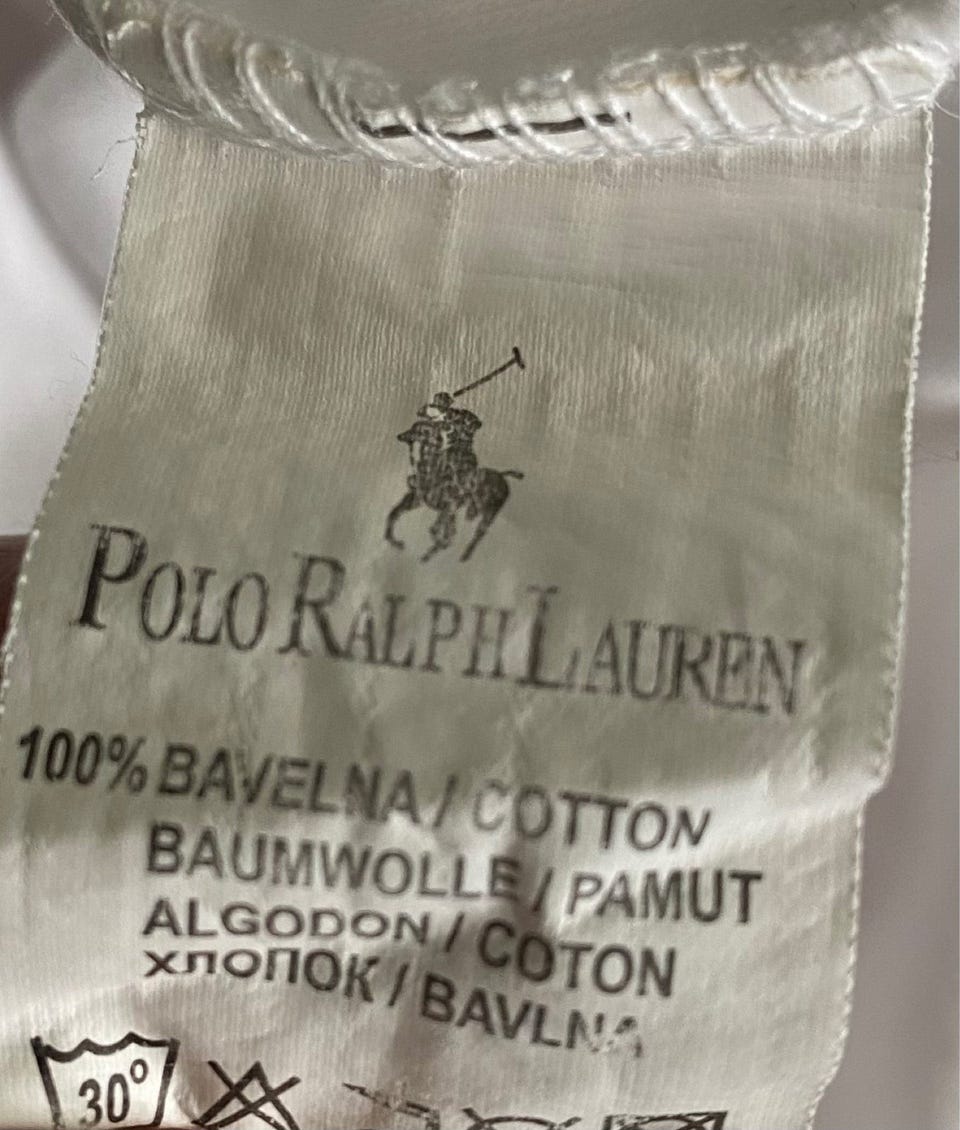 POLO RALPH LAUREN
100% BAVELNA / COTTON
BAUMWOLLE / PAMUT
ALGODON / COTON
ХЛОПОК / BAVLNA
30°